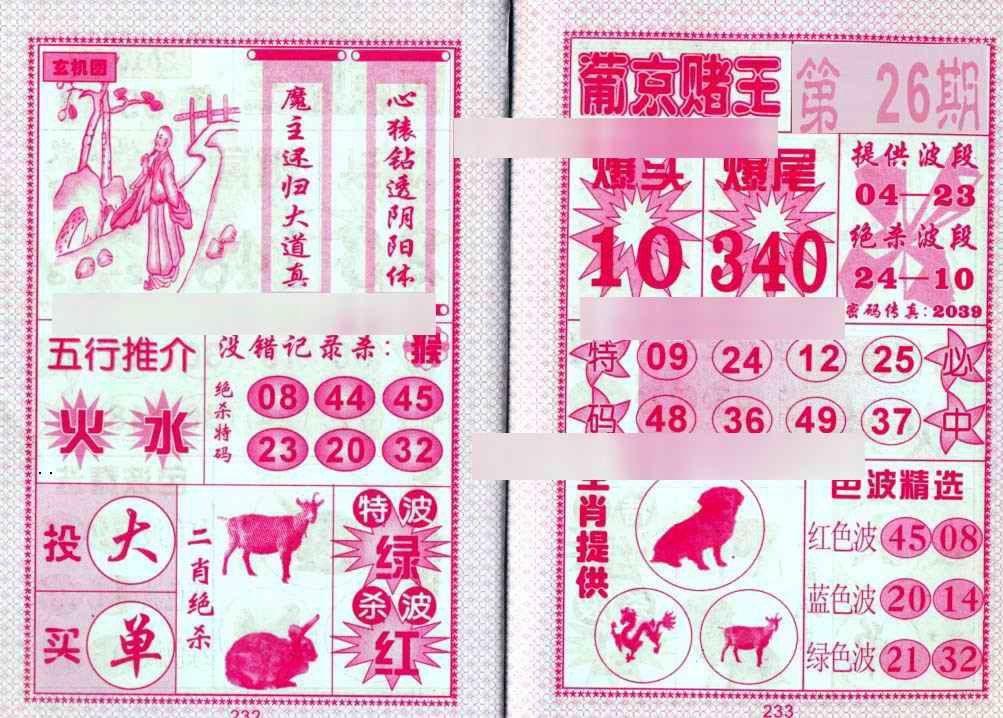 玄机图
心猿钻透阴阳体
魔主还归大道真
五行推介
火 水
没错记录杀：猴
绝杀特码
08 44 45
23 20 32
投 大
买 单
二肖绝杀
特波
绿
杀波
红
232
葡京赌王
第 26期
爆头
10
爆尾
340
提供波段
04—23
绝杀波段
24—10
密码传真：2039
特码
09 24 12 25
48 36 49 37
必中
生肖提供
色波精选
红色波 45 08
蓝色波 20 14
绿色波 21 32
233